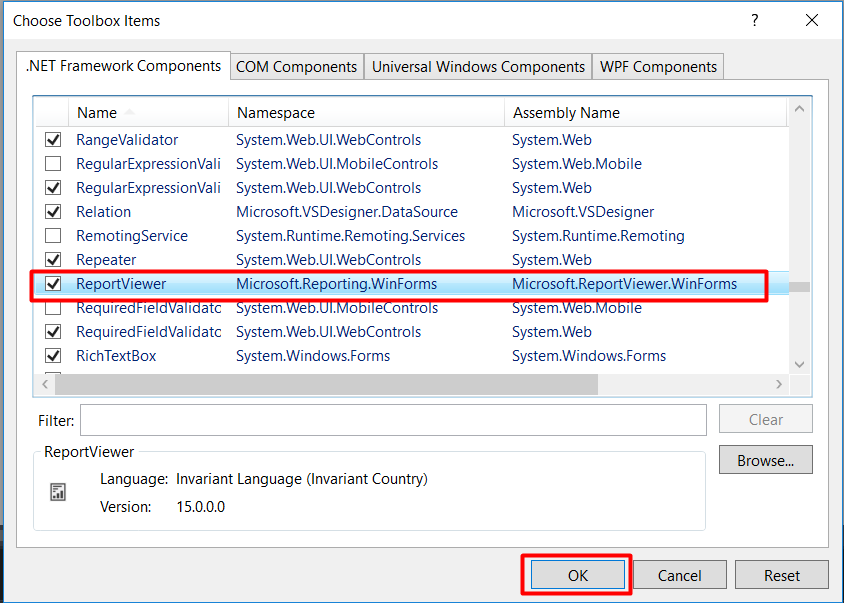 Choose Toolbox Items ?
.NET Framework Components COM Components Universal Windows Components WPF Components
Name Namespace Assembly Name
RangeValidator System.Web.UI.WebControls System.Web
RegularExpressionVali System.Web.UI.MobileControls System.Web.Mobile
RegularExpressionVali System.Web.UI.WebControls System.Web
Relation Microsoft.VSDesigner.DataSource Microsoft.VSDesigner
RemotingService System.Runtime.Remoting.Services System.Runtime.Remoting
Repeater System.Web.UI.WebControls System.Web
ReportViewer Microsoft.Reporting.WinForms Microsoft.ReportViewer.WinForms
RequiredFieldValidato System.Web.UI.MobileControls System.Web.Mobile
RequiredFieldValidato System.Web.UI.WebControls System.Web
RichTextBox System.Windows.Forms System.Windows.Forms
Filter: Clear
ReportViewer Browse...
Language: Invariant Language (Invariant Country)
Version: 15.0.0.0
OK Cancel Reset